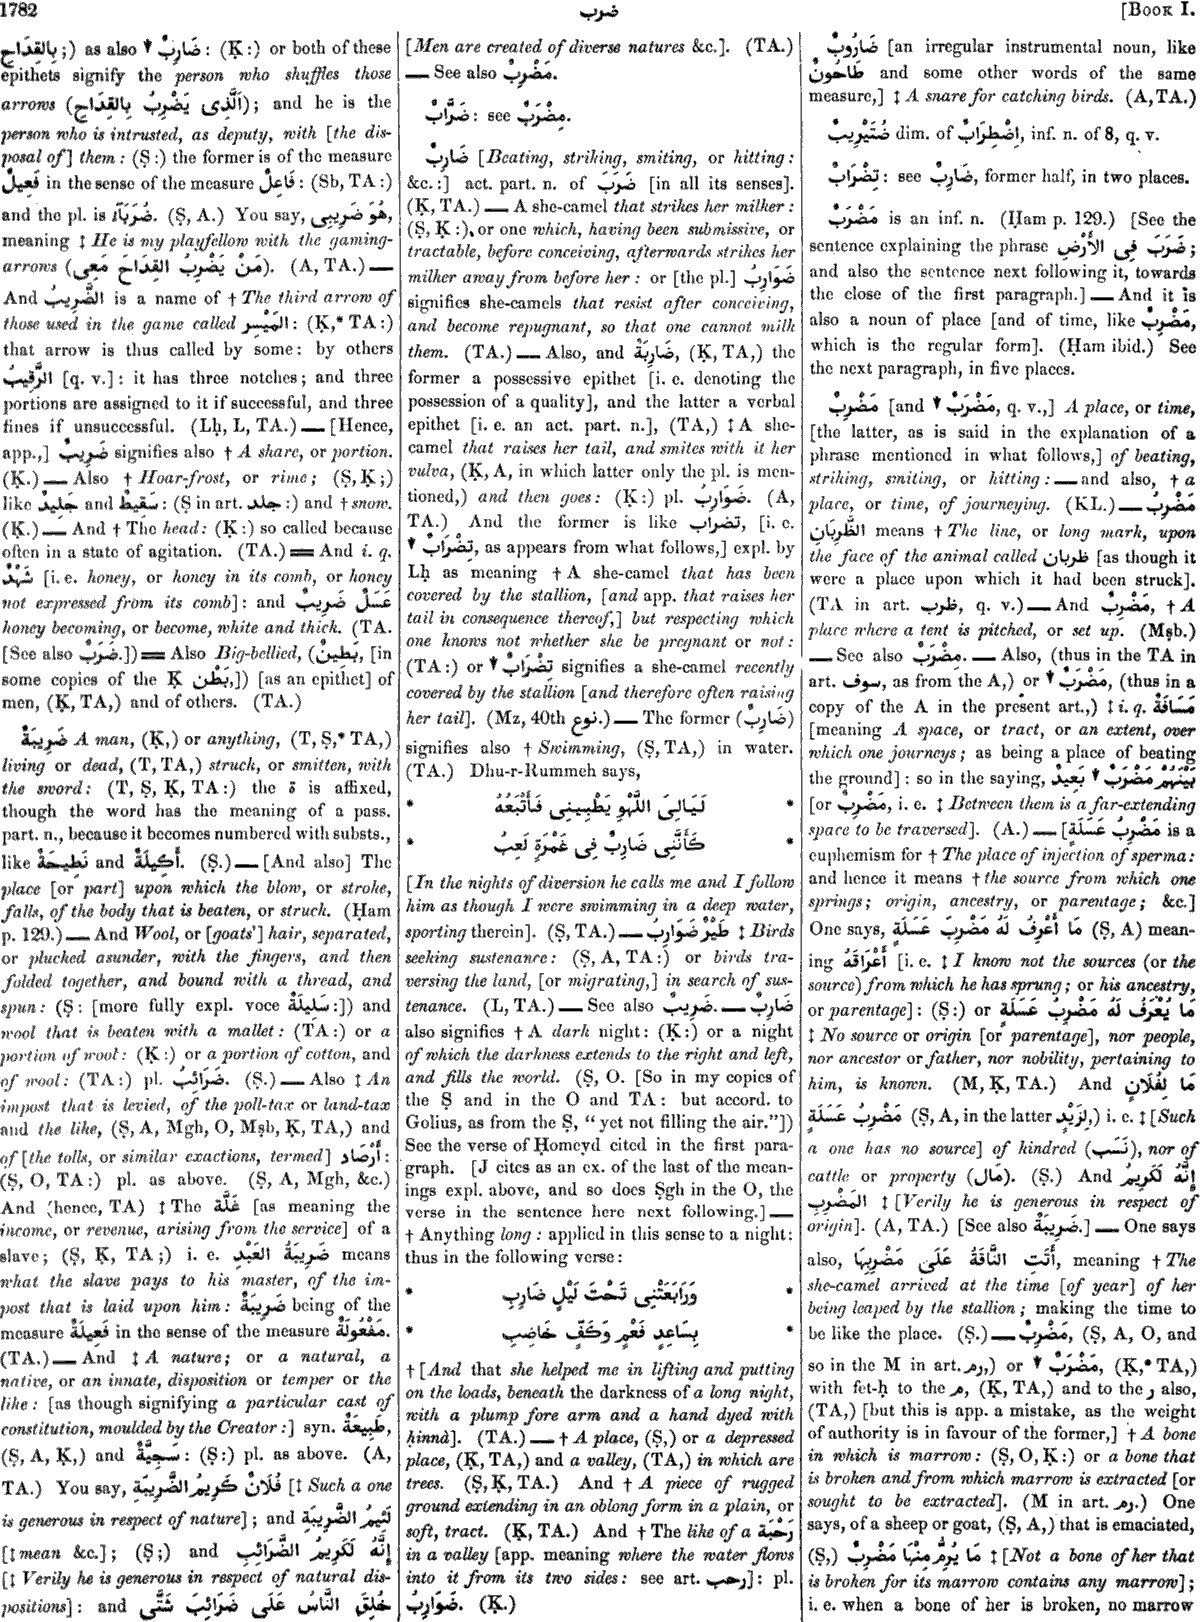 1782
ضرب
[BOOK I.
بِالقِدَاحِ;) as also ↓ ضَارِبٌ: (Ḳ:) or both of these
epithets signify the person who shuffles those
arrows (اَلَّذِى يَضْرِبُ بِالقِدَاحِ); and he is the
person who is intrusted, as deputy, with [the dis-
posal of] them: (Ṣ:) the former is of the measure
فَعِيلٌ in the sense of the measure فَاعِلٌ: (Sb, TA:)
and the pl. is ضُرَبَآءُ. (Ṣ, A.) You say, هُوَ ضَرِيبِى,
meaning ‡ He is my playfellow with the gaming-
arrows (مَنْ يَضْرِبُ القِدَاحَ مَعِى). (A, TA.) —
And الضَّرِيبُ is a name of † The third arrow of
those used in the game called المَيْسِر: (Ḳ,* TA:)
that arrow is thus called by some: by others
الرَّقِيبُ [q. v.]: it has three notches; and three
portions are assigned to it if successful, and three
fines if unsuccessful. (Lḥ, L, TA.) — [Hence,
app.,] ضَرِيبٌ signifies also † A share, or portion.
(Ḳ.) — Also † Hoar-frost, or rime; (Ṣ, Ḳ;)
like جَلِيدٌ and سَقِيطٌ: (Ṣ in art. جلد:) and † snow.
(Ḳ.) — And † The head: (Ḳ:) so called because
often in a state of agitation. (TA.) = And i. q.
شَهْدٌ [i. e. honey, or honey in its comb, or honey
not expressed from its comb]: and عَسَلٌ ضَرِيبٌ
honey becoming, or become, white and thick. (TA.
[See also ضَرَبٌ.]) = Also Big-bellied, (بَطِينٌ, [in
some copies of the Ḳ بَطْن,]) [as an epithet] of
men, (Ḳ, TA,) and of others. (TA.)
ضَرِيبَةٌ A man, (Ḳ,) or anything, (T, Ṣ,* TA,)
living or dead, (T, TA,) struck, or smitten, with
the sword: (T, Ṣ, Ḳ, TA:) the ة is affixed,
though the word has the meaning of a pass.
part. n., because it becomes numbered with substs.,
like نَطِيحَةٌ and أَكِيلَةٌ. (Ṣ.) — [And also] The
place [or part] upon which the blow, or stroke,
falls, of the body that is beaten, or struck. (Ḥam
p. 129.) — And Wool, or [goats'] hair, separated,
or plucked asunder, with the fingers, and then
folded together, and bound with a thread, and
spun: (Ṣ: [more fully expl. voce سَلِيلَةٌ:]) and
wool that is beaten with a mallet: (TA:) or a
portion of wool: (Ḳ:) or a portion of cotton, and
of wool: (TA:) pl. ضَرَائِبُ. (Ṣ.) — Also ‡ An
impost that is levied, of the poll-tax or land-tax
and the like, (Ṣ, A, Mgh, O, Mṣb, Ḳ, TA,) and
of [the tolls, or similar exactions, termed] أَرْصَاد:
(Ṣ, O, TA:) pl. as above. (Ṣ, A, Mgh, &c.)
And (hence, TA) ‡ The غَلَّة [as meaning the
income, or revenue, arising from the service] of a
slave; (Ṣ, Ḳ, TA;) i. e. ضَرِيبَةُ العَبْدِ means
what the slave pays to his master, of the im-
post that is laid upon him: ضَرِيبَةٌ being of the
measure فَعِيلَةٌ in the sense of the measure مَفْعُولَةٌ.
(TA.) — And ‡ A nature; or a natural, a
native, or an innate, disposition or temper or the
like: [as though signifying a particular cast of
constitution, moulded by the Creator:] syn. طَبِيعَةٌ,
(Ṣ, A, Ḳ,) and سَجِيَّةٌ: (Ṣ:) pl. as above. (A,
TA.) You say, فُلَانٌ كَرِيمُ الضَّرِيبَةِ [‡ Such a one
is generous in respect of nature]; and لَئِيمُ الضَّرِيبَةِ
[‡ mean &c.]; (Ṣ;) and إِنَّهُ لَكَرِيمُ الضَّرَائِبِ
[‡ Verily he is generous in respect of natural dis-
positions]: and خُلِقَ النَّاسُ عَلَى ضَرَائِبَ شَتَّى
[Men are created of diverse natures &c.]. (TA.)
— See also مَضْرِبٌ.
ضَرَّابٌ: see مِضْرَبٌ.
ضَارِبٌ [Beating, striking, smiting, or hitting:
&c.:] act. part. n. of ضَرَبَ [in all its senses].
(Ḳ, TA.) — A she-camel that strikes her milker:
(Ṣ, Ḳ:), or one which, having been submissive, or
tractable, before conceiving, afterwards strikes her
milker away from before her: or [the pl.] ضَوَارِبُ
signifies she-camels that resist after conceiving,
and become repugnant, so that one cannot milk
them. (TA.) — Also, and ضَارِبَةٌ, (Ḳ, TA,) the
former a possessive epithet [i. e. denoting the
possession of a quality], and the latter a verbal
epithet [i. e. an act. part. n.], (TA,) ‡ A she-
camel that raises her tail, and smites with it her
vulva, (Ḳ, A, in which latter only the pl. is men-
tioned,) and then goes: (Ḳ:) pl. ضَوَارِبُ. (A,
TA.) And the former is like تضراب, [i. e.
↓ تَضْرَابٌ, as appears from what follows,] expl. by
Lḥ as meaning † A she-camel that has been
covered by the stallion, [and app. that raises her
tail in consequence thereof,] but respecting which
one knows not whether she be pregnant or not:
(TA:) or ↓ تَضْرَابٌ signifies a she-camel recently
covered by the stallion [and therefore often raising
her tail]. (Mz, 40th نوع.) — The former (ضَارِبٌ)
signifies also † Swimming, (Ṣ, TA,) in water.
(TA.) Dhu-r-Rummeh says,
* لَيَالِىَ اللَّهْوِ يَطْبِينِى فَأَتْبَعُهُ *
* كَأَنَّنِى ضَارِبٌ فِى غَمْرَةٍ لَعِبُ *
[In the nights of diversion he calls me and I follow
him as though I were swimming in a deep water,
sporting therein]. (Ṣ, TA.) — طَيْرٌ ضَوَارِبُ ‡ Birds
seeking sustenance: (Ṣ, A, TA:) or birds tra-
versing the land, [or migrating,] in search of sus-
tenance. (L, TA.) — See also ضَرِيبٌ. — ضَارِبٌ
also signifies † A dark night: (Ḳ:) or a night
of which the darkness extends to the right and left,
and fills the world. (Ṣ, O. [So in my copies of
the Ṣ and in the O and TA: but accord. to
Golius, as from the Ṣ, "yet not filling the air."])
See the verse of Ḥomeyd cited in the first para-
graph. [J cites as an ex. of the last of the mean-
ings expl. above, and so does Ṣgh in the O, the
verse in the sentence here next following.] —
† Anything long: applied in this sense to a night:
thus in the following verse:
* وَرَابَعَتْنِى تَحْتَ لَيْلٍ ضَارِبِ *
* بِسَاعِدٍ فَعْمٍ وَكَفٍّ خَاضِبِ *
† [And that she helped me in lifting and putting
on the loads, beneath the darkness of a long night,
with a plump fore arm and a hand dyed with
ḥinnà]. (TA.) — † A place, (Ṣ,) or a depressed
place, (Ḳ, TA,) and a valley, (TA,) in which are
trees. (Ṣ, Ḳ, TA.) And † A piece of rugged
ground extending in an oblong form in a plain, or
soft, tract. (Ḳ, TA.) And † The like of a رَحْبَة
in a valley [app. meaning where the water flows
into it from its two sides: see art. رحب]: pl.
ضَوَارِبُ. (Ḳ.)
ضَارُوبٌ [an irregular instrumental noun, like
طَاحُونٌ and some other words of the same
measure,] ‡ A snare for catching birds. (A, TA.)
ضُتَيْرِيبٌ dim. of اِضْطِرَابٌ, inf. n. of 8, q. v.
تَضْرَابٌ: see ضَارِبٌ, former half, in two places.
مَضْرَبٌ is an inf. n. (Ḥam p. 129.) [See the
sentence explaining the phrase ضَرَبَ فِى الأَرْضِ;
and also the sentence next following it, towards
the close of the first paragraph.] — And it is
also a noun of place [and of time, like مَضْرِبٌ,
which is the regular form]. (Ḥam ibid.) See
the next paragraph, in five places.
مَضْرِبٌ [and ↓ مَضْرَبٌ, q. v.,] A place, or time,
[the latter, as is said in the explanation of a
phrase mentioned in what follows,] of beating,
striking, smiting, or hitting: — and also, † a
place, or time, of journeying. (KL.) — مَضْرِبُ
الظَّرِبَانِ means † The line, or long mark, upon
the face of the animal called ظربان [as though it
were a place upon which it had been struck].
(TA in art. ظرب, q. v.) — And مَضْرِبٌ, † A
place where a tent is pitched, or set up. (Mṣb.)
— See also مِضْرَبٌ. — Also, (thus in the TA in
art. سوف, as from the A,) or ↓ مَضْرَبٌ, (thus in a
copy of the A in the present art.,) ‡ i. q. مَسَافَةٌ
[meaning A space, or tract, or an extent, over
which one journeys; as being a place of beating
the ground]: so in the saying, بَيْنَهُمْ مَضْرَبٌ ↓ بَعِيدٌ
[or مَضْرِبٌ, i. e. ‡ Between them is a far-extending
space to be traversed]. (A.) — [مَضْرِبُ عَسَلَةٍ is a
euphemism for † The place of injection of sperma:
and hence it means † the source from which one
springs; origin, ancestry, or parentage; &c.]
One says, مَا أَعْرِفُ لَهُ مَضْرِبَ عَسَلَةٍ (Ṣ, A) mean-
ing أَعْرَاقَهُ [i. e. ‡ I know not the sources (or the
source) from which he has sprung; or his ancestry,
or parentage]: (Ṣ:) or مَا يُعْرَفُ لَهُ مَضْرِبُ عَسَلَةٍ
‡ No source or origin [or parentage], nor people,
nor ancestor or father, nor nobility, pertaining to
him, is known. (M, Ḳ, TA.) And مَا لِفُلَانٍ
مَضْرِبُ عَسَلَةٍ (Ṣ, A, in the latter لِزَيْدٍ,) i. e. ‡ [Such
a one has no source] of kindred (نَسَب), nor of
cattle or property (مَال). (Ṣ.) And إِنَّهُ لَكَرِيمُ
المَضْرِبِ ‡ [Verily he is generous in respect of
origin]. (A, TA.) [See also ضَرِيبَةٌ.] — One says
also, أَتَتِ النَّاقَةُ عَلَى مَضْرِبِهَا, meaning † The
she-camel arrived at the time [of year] of her
being leaped by the stallion; making the time to
be like the place. (Ṣ.) — مَضْرِبٌ, (Ṣ, A, O, and
so in the M in art. رم,) or ↓ مَضْرَبٌ, (Ḳ,* TA,)
with fet-ḥ to the م, (Ḳ, TA,) and to the ر also,
(TA,) [but this is app. a mistake, as the weight
of authority is in favour of the former,] † A bone
in which is marrow: (Ṣ, O, Ḳ:) or a bone that
is broken and from which marrow is extracted [or
sought to be extracted]. (M in art. رم.) One
says, of a sheep or goat, (Ṣ, A,) that is emaciated,
(Ṣ,) مَا يُرِمُّ مِنْهَا مَضْرِبٌ ‡ [Not a bone of her that
is broken for its marrow contains any marrow];
i. e. when a bone of her is broken, no marrow